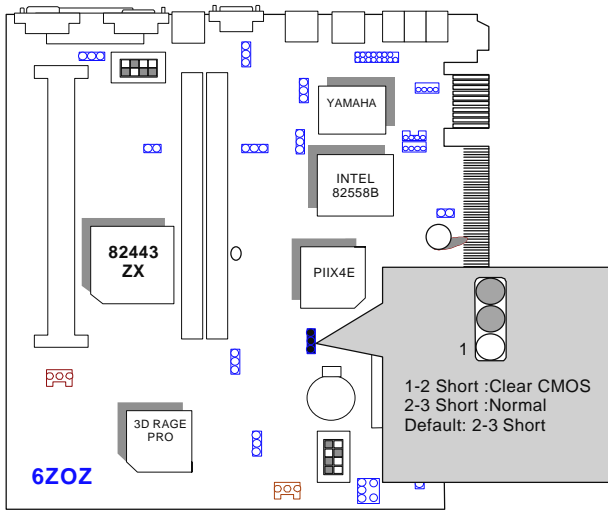 YAMAHA
INTEL
82558B
82443
ZX
PIIX4E
1
1-2 Short :Clear CMOS
2-3 Short :Normal
Default: 2-3 Short
3D RAGE
PRO
6ZOZ